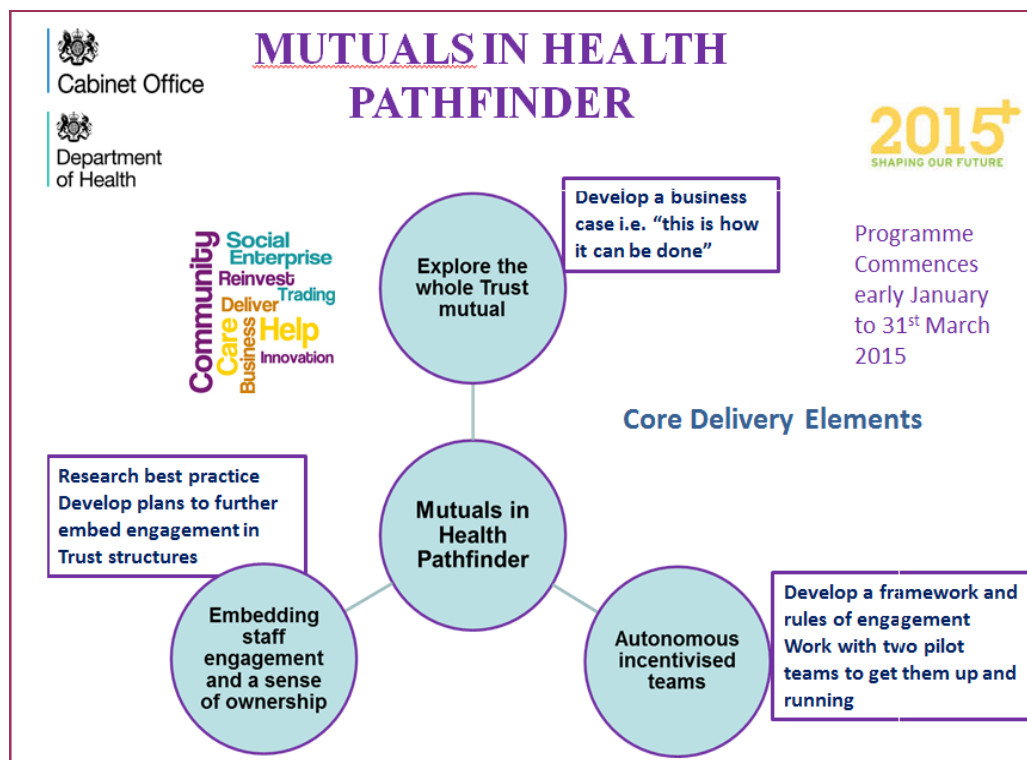 MUTUALS IN HEALTH
PATHFINDER
Cabinet Office
Department
of Health
2015+
SHAPING OUR FUTURE
Develop a business
case i.e. “this is how
it can be done”
Explore the
whole Trust
mutual
Community
Social
Enterprise
Reinvest
Trading
Deliver
Care
Business
Help
Innovation
Programme
Commences
early January
to 31st March
2015
Core Delivery Elements
Research best practice
Develop plans to further
embed engagement in
Trust structures
Mutuals in
Health
Pathfinder
Embedding
staff
engagement
and a sense
of ownership
Autonomous
incentivised
teams
Develop a framework and
rules of engagement
Work with two pilot
teams to get them up and
running